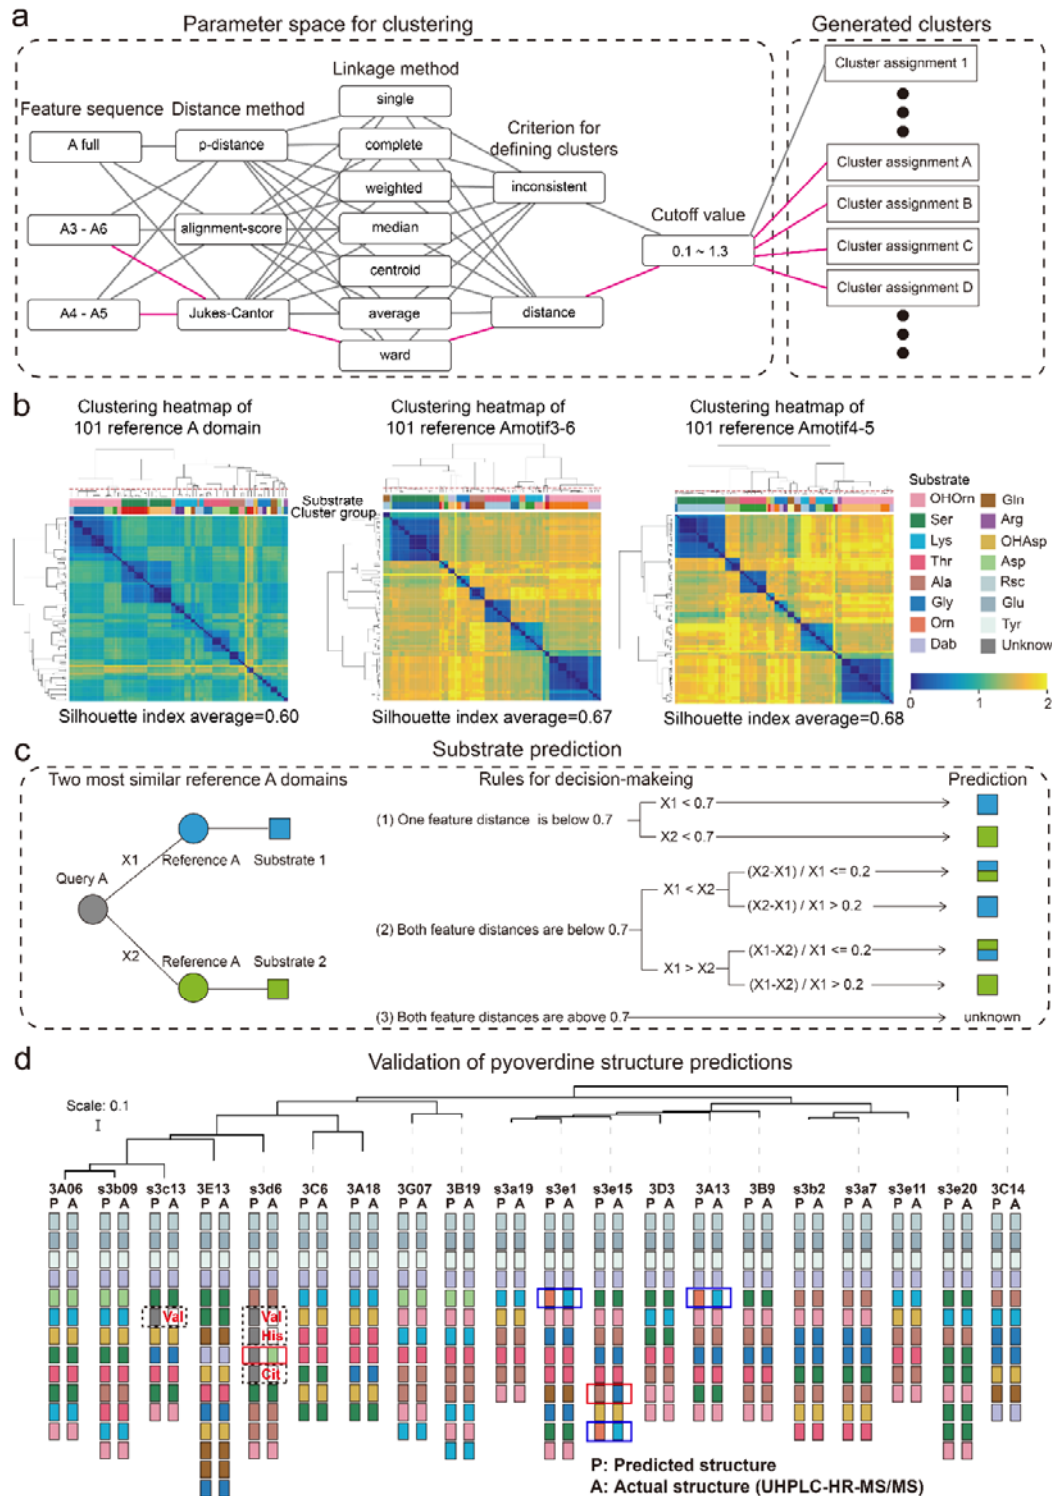 a
Parameter space for clustering
Generated clusters
Linkage method
Feature sequence
Distance method
Criterion for
defining clusters
Cutoff value
A full
A3 - A6
A4 - A5
p-distance
alignment-score
Jukes-Cantor
single
complete
weighted
median
centroid
average
ward
inconsistent
distance
0.1 ~ 1.3
Cluster assignment 1
Cluster assignment A
Cluster assignment B
Cluster assignment C
Cluster assignment D
b
Clustering heatmap of
101 reference A domain
Clustering heatmap of
101 reference Amotif3-6
Clustering heatmap of
101 reference Amotif4-5
Substrate
Cluster group
Silhouette index average=0.60
Silhouette index average=0.67
Silhouette index average=0.68
Substrate
OHOrn
Gln
Ser
Arg
Lys
OHAsp
Thr
Asp
Ala
Rsc
Gly
Glu
Orn
Tyr
Dab
Unknow
0
1
2
c
Substrate prediction
Two most similar reference A domains
Rules for decision-makeing
Prediction
Query A
X1
X2
Reference A
Substrate 1
Reference A
Substrate 2
(1) One feature distance is below 0.7
X1 < 0.7
X2 < 0.7
(2) Both feature distances are below 0.7
X1 < X2
(X2-X1) / X1 <= 0.2
(X2-X1) / X1 > 0.2
X1 > X2
(X1-X2) / X1 <= 0.2
(X1-X2) / X1 > 0.2
(3) Both feature distances are above 0.7
unknown
d
Validation of pyoverdine structure predictions
Scale: 0.1
3A06 s3b09 s3c13 3E13 s3d6 3C6 3A18 3G07 3B19 s3a19 s3e1 s3e15 3D3 3A13 3B9 s3b2 s3a7 s3e11 s3e20 3C14
P A P A P A P A P A P A P A P A P A P A P A P A P A P A P A P A P A P A P A P A
Val
Val
His
Cit
P: Predicted structure
A: Actual structure (UHPLC-HR-MS/MS)